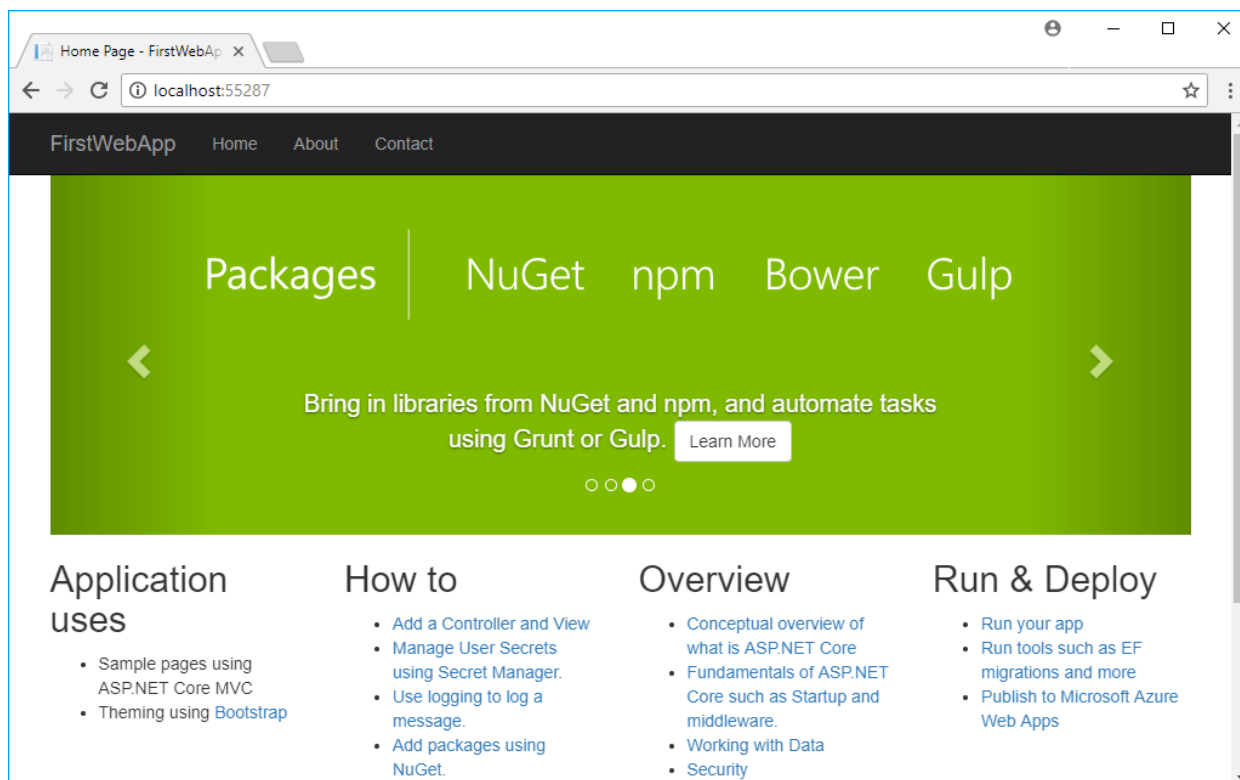 Home Page - FirstWebAp
localhost:55287
FirstWebApp Home About Contact
Packages NuGet npm Bower Gulp
Bring in libraries from NuGet and npm, and automate tasks
using Grunt or Gulp. Learn More
Application
uses
Sample pages using
ASP.NET Core MVC
Theming using Bootstrap
How to
Add a Controller and View
Manage User Secrets
using Secret Manager.
Use logging to log a
message.
Add packages using
NuGet.
Overview
Conceptual overview of
what is ASP.NET Core
Fundamentals of ASP.NET
Core such as Startup and
middleware.
Working with Data
Security
Run & Deploy
Run your app
Run tools such as EF
migrations and more
Publish to Microsoft Azure
Web Apps